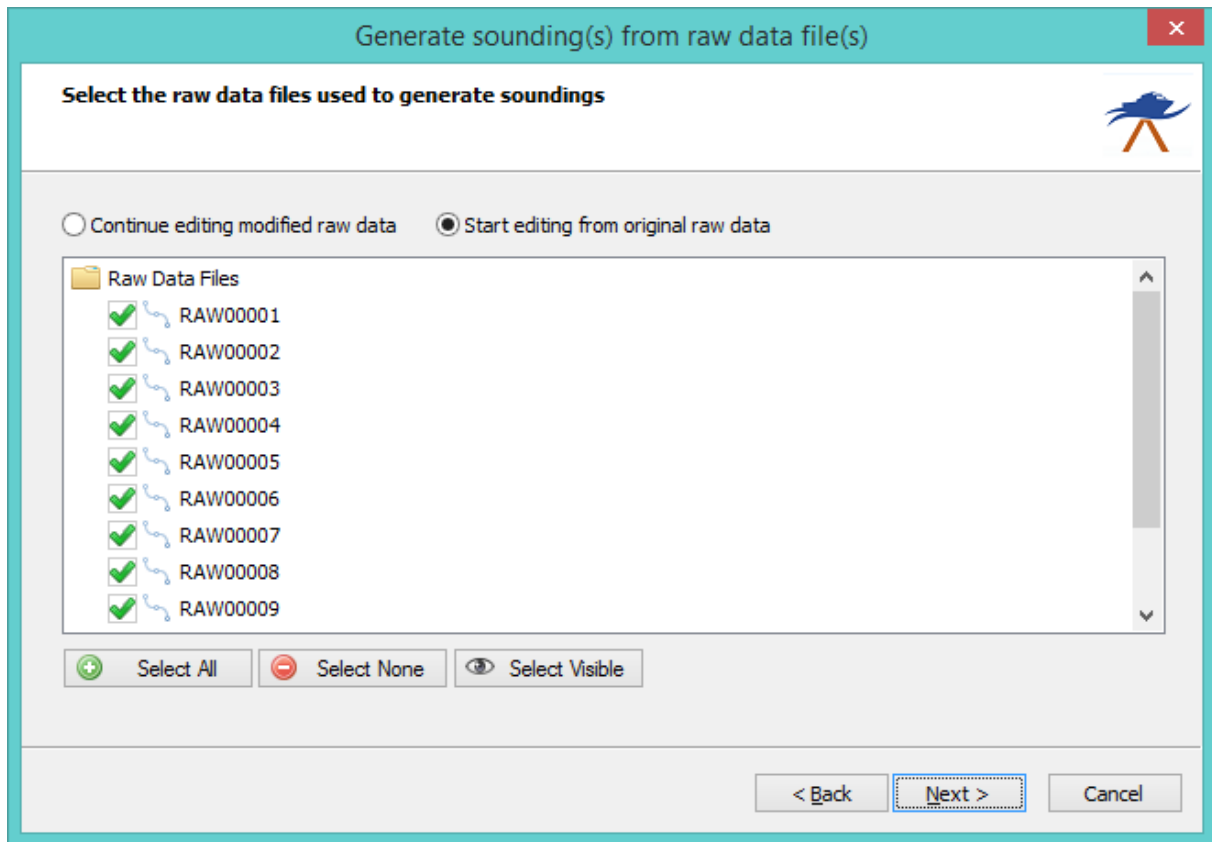 Generate sounding(s) from raw data file(s)
Select the raw data files used to generate soundings
Continue editing modified raw data Start editing from original raw data
Raw Data Files
RAW00001
RAW00002
RAW00003
RAW00004
RAW00005
RAW00006
RAW00007
RAW00008
RAW00009
Select All Select None Select Visible
< Back Next > Cancel